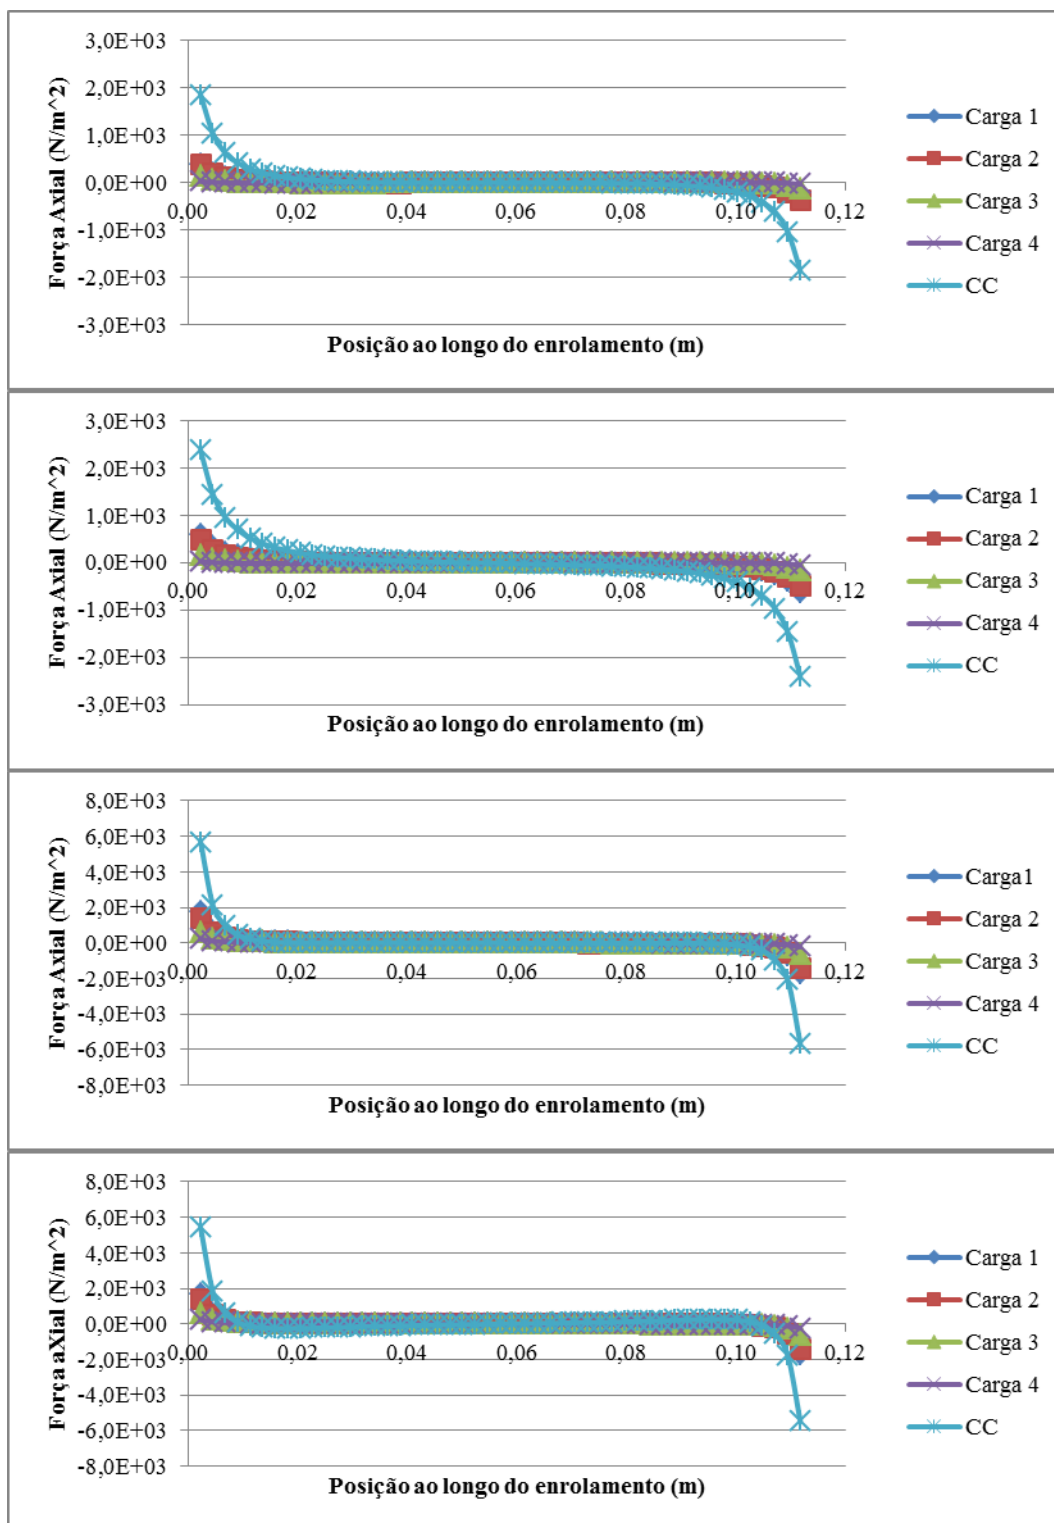 3,0E+03
2,0E+03
1,0E+03
0,0E+00
-1,0E+03
-2,0E+03
-3,0E+03
0,00 0,02 0,04 0,06 0,08 0,10 0,12
Força Axial (N/m^2)
Posição ao longo do enrolamento (m)
Carga 1
Carga 2
Carga 3
Carga 4
CC
3,0E+03
2,0E+03
1,0E+03
0,0E+00
-1,0E+03
-2,0E+03
-3,0E+03
0,00 0,02 0,04 0,06 0,08 0,10 0,12
Força Axial (N/m^2)
Posição ao longo do enrolamento (m)
Carga 1
Carga 2
Carga 3
Carga 4
CC
8,0E+03
6,0E+03
4,0E+03
2,0E+03
0,0E+00
-2,0E+03
-4,0E+03
-6,0E+03
-8,0E+03
0,00 0,02 0,04 0,06 0,08 0,10 0,12
Força Axial (N/m^2)
Posição ao longo do enrolamento (m)
Carga1
Carga 2
Carga 3
Carga 4
CC
8,0E+03
6,0E+03
4,0E+03
2,0E+03
0,0E+00
-2,0E+03
-4,0E+03
-6,0E+03
-8,0E+03
0,00 0,02 0,04 0,06 0,08 0,10 0,12
Força aXial (N/m^2)
Posição ao longo do enrolamento (m)
Carga 1
Carga 2
Carga 3
Carga 4
CC